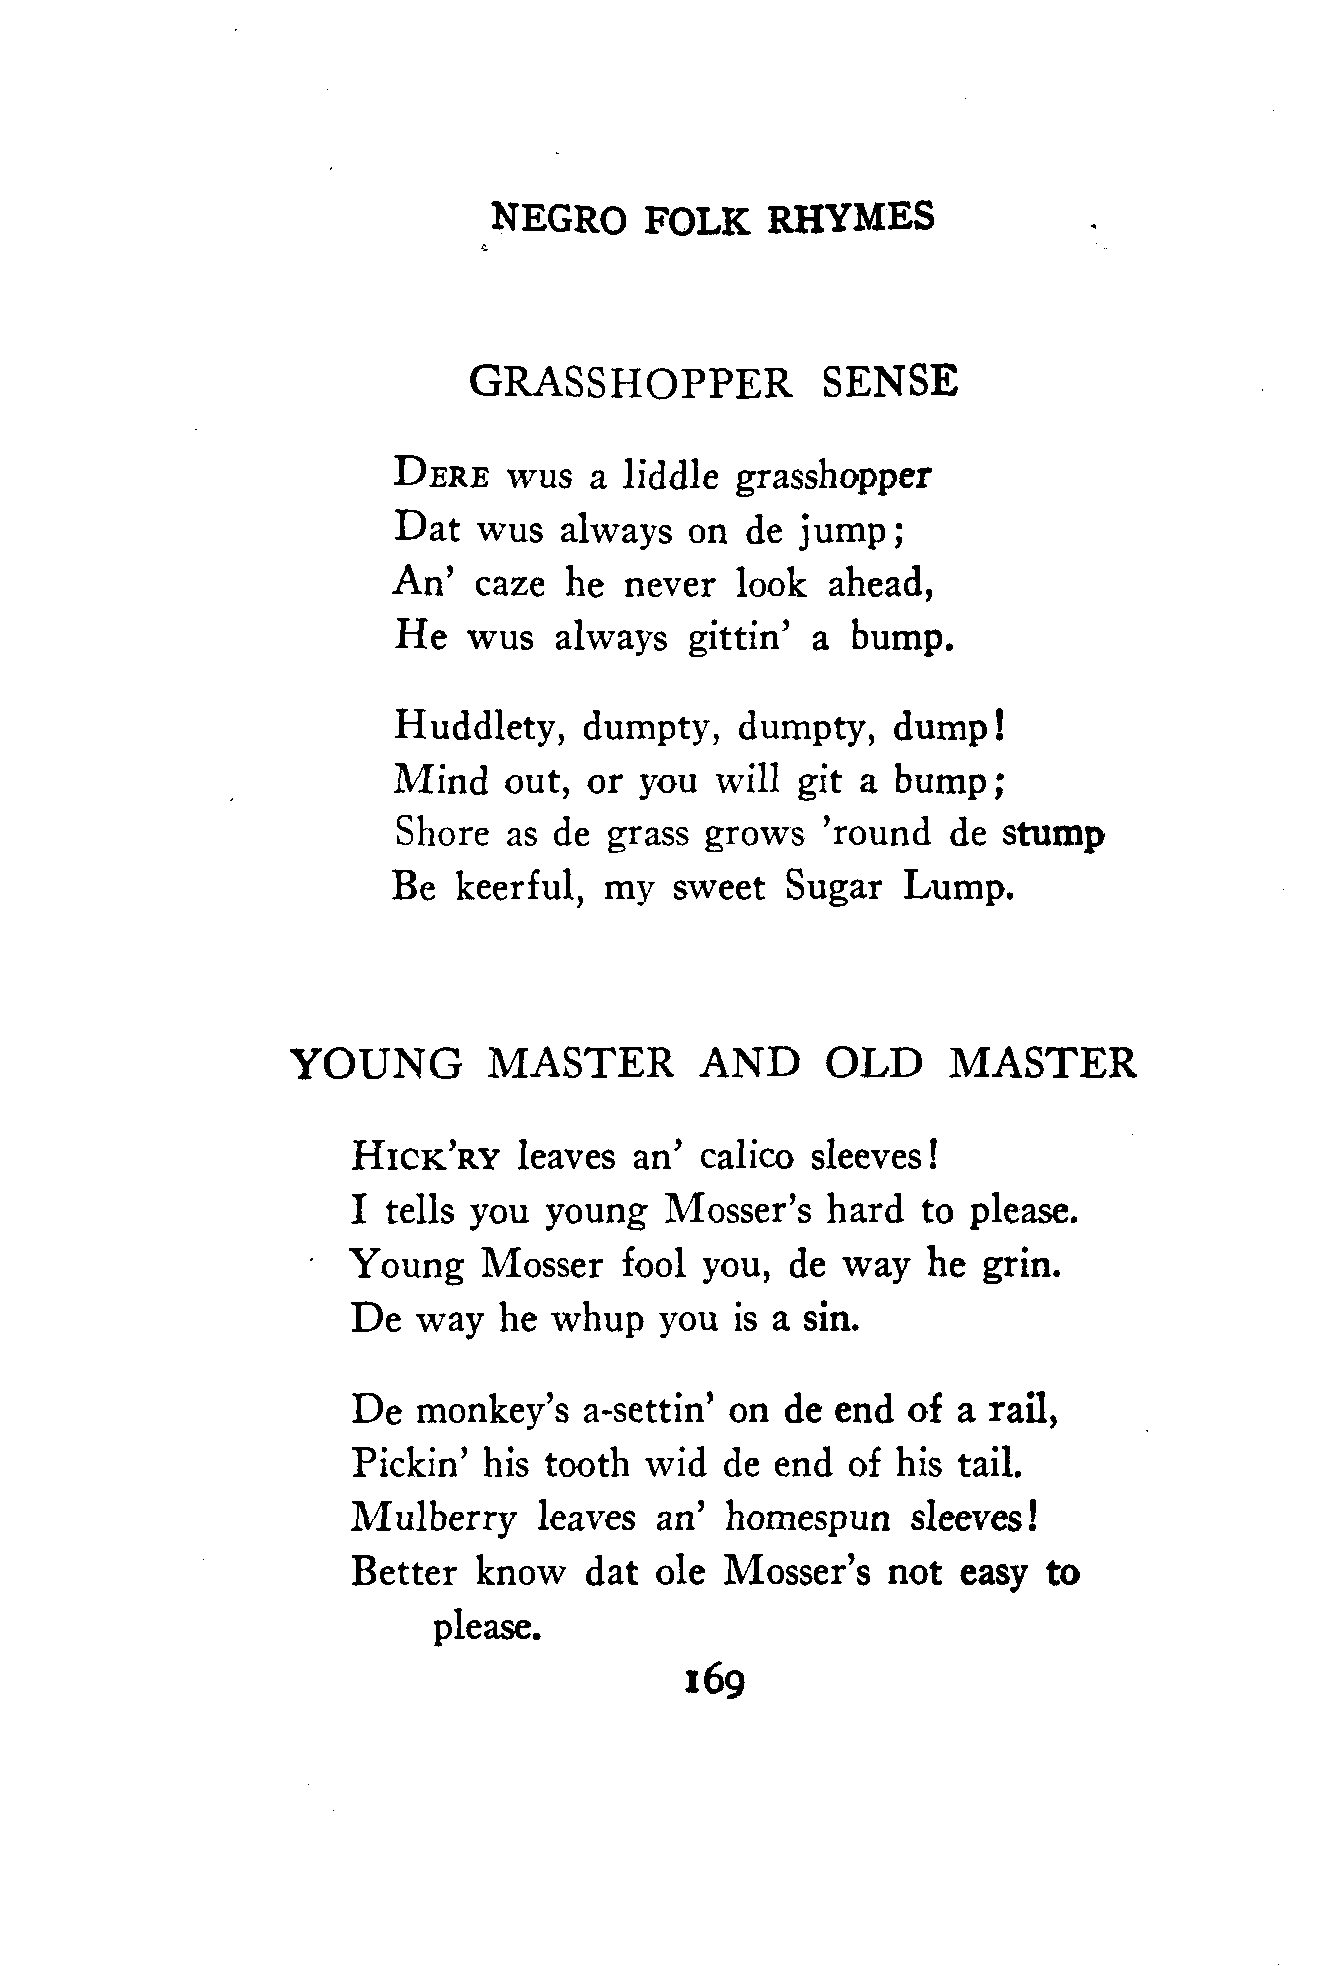 NEGRO FOLK RHYMES
GRASSHOPPER SENSE
DERE wus a liddle grasshopper
Dat wus always on de jump;
An' caze he never look ahead,
He wus always gittin' a bump.
Huddlety, dumpty, dumpty, dump!
Mind out, or you will git a bump;
Shore as de grass grows 'round de stump
Be keerful, my sweet Sugar Lump.
YOUNG MASTER AND OLD MASTER
HICK'RY leaves an' calico sleeves!
I tells you young Mosser's hard to please.
Young Mosser fool you, de way he grin.
De way he whup you is a sin.
De monkey's a-settin' on de end of a rail,
Pickin' his tooth wid de end of his tail.
Mulberry leaves an' homespun sleeves!
Better know dat ole Mosser's not easy to
please.
169